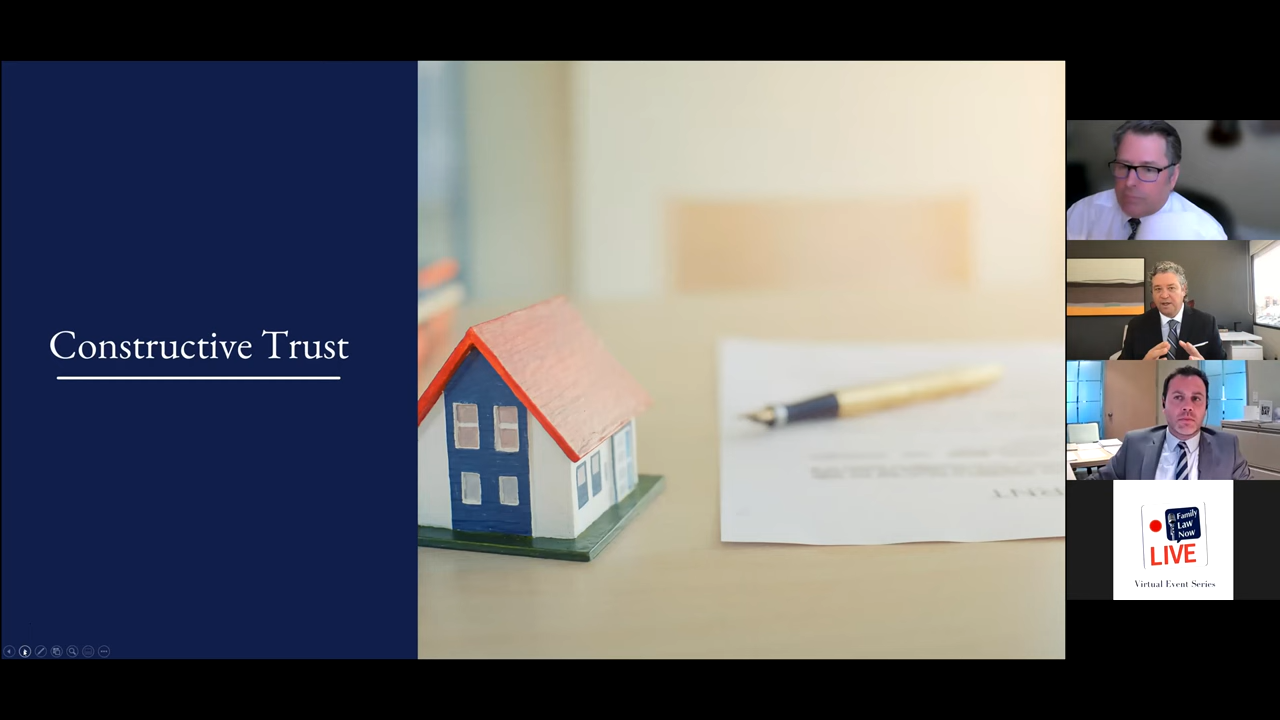 Constructive Trust
Family
Law
Now
LIVE
Virtual Event Series